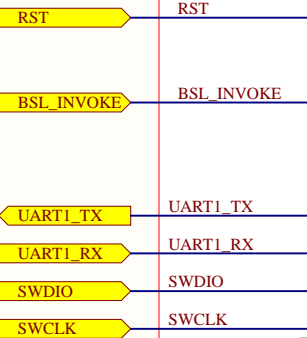 RST RST
BSL_INVOKE BSL_INVOKE
UART1_TX UART1_TX
UART1_RX UART1_RX
SWDIO SWDIO
SWCLK SWCLK